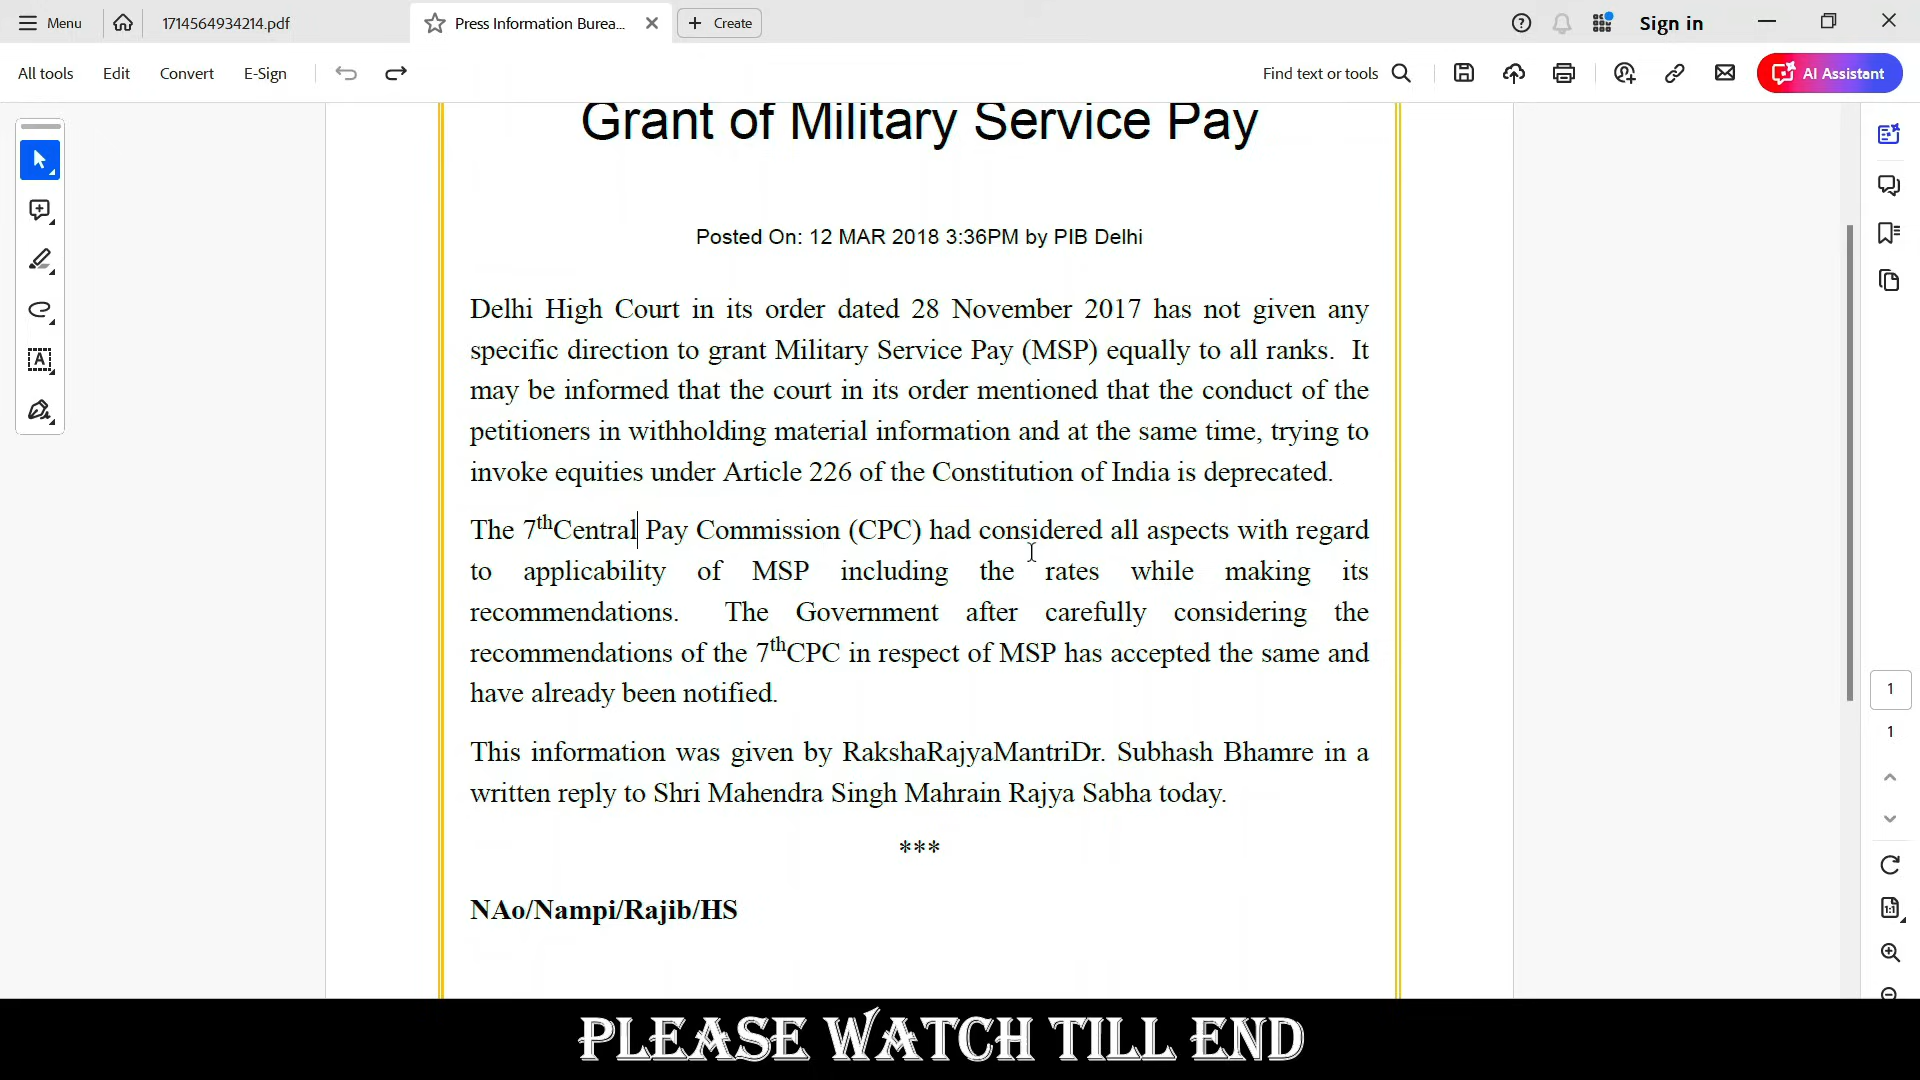 Menu
1714564934214.pdf
Press Information Burea...
Create
Sign in
All tools
Edit
Convert
E-Sign
Find text or tools
AI Assistant
Grant of Military Service Pay
Posted On: 12 MAR 2018 3:36PM by PIB Delhi
Delhi High Court in its order dated 28 November 2017 has not given any
specific direction to grant Military Service Pay (MSP) equally to all ranks. It
may be informed that the court in its order mentioned that the conduct of the
petitioners in withholding material information and at the same time, trying to
invoke equities under Article 226 of the Constitution of India is deprecated.
The 7thCentral Pay Commission (CPC) had considered all aspects with regard
to applicability of MSP including the rates while making its
recommendations. The Government after carefully considering the
recommendations of the 7thCPC in respect of MSP has accepted the same and
have already been notified.
This information was given by RakshaRajyaMantriDr. Subhash Bhamre in a
written reply to Shri Mahendra Singh Mahrain Rajya Sabha today.
***
NAo/Nampi/Rajib/HS
1
1
PLEASE WATCH TILL END